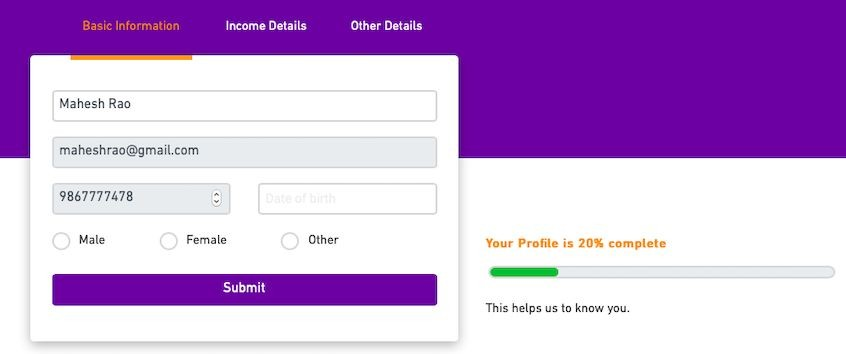 Basic Information Income Details Other Details
Mahesh Rao
maheshrao@gmail.com
9867777478 Date of birth
Male Female Other
Submit
Your Profile is 20% complete
This helps us to know you.